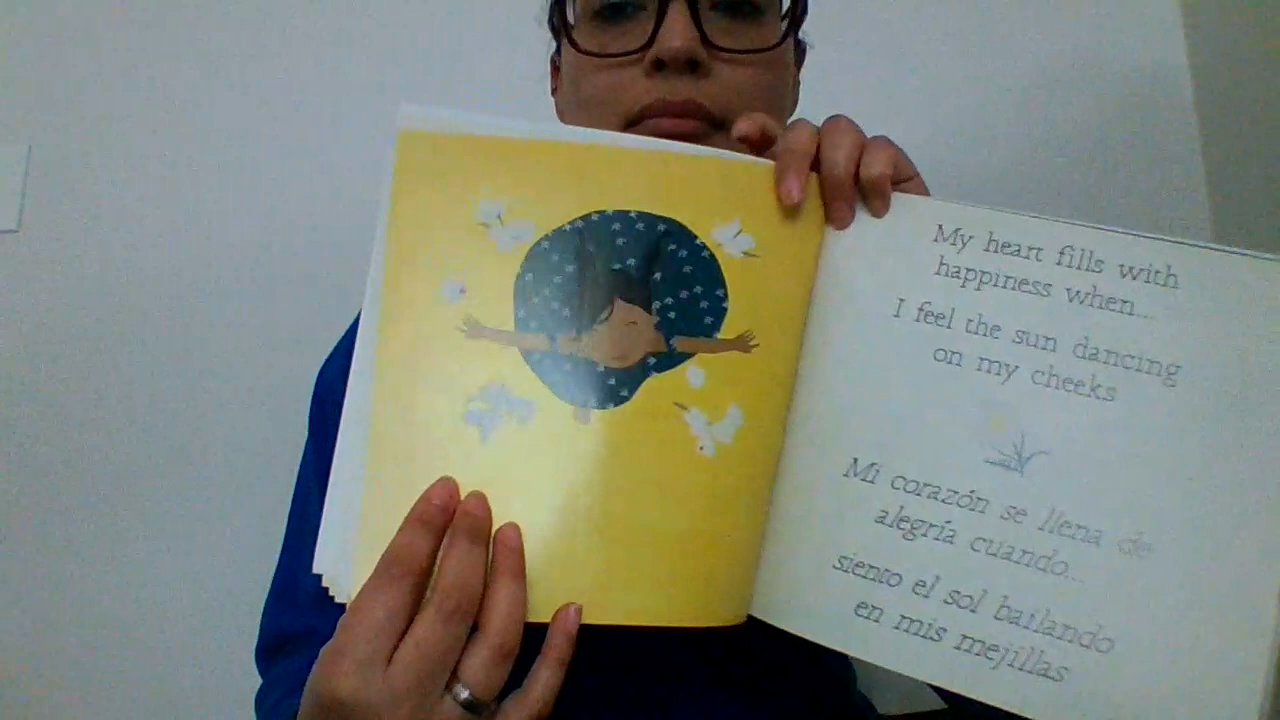 My heart fills with
happiness when...
I feel the sun dancing
on my cheeks
Mi corazón se llena de
alegría cuando...
siento el sol bailando
en mis mejillas